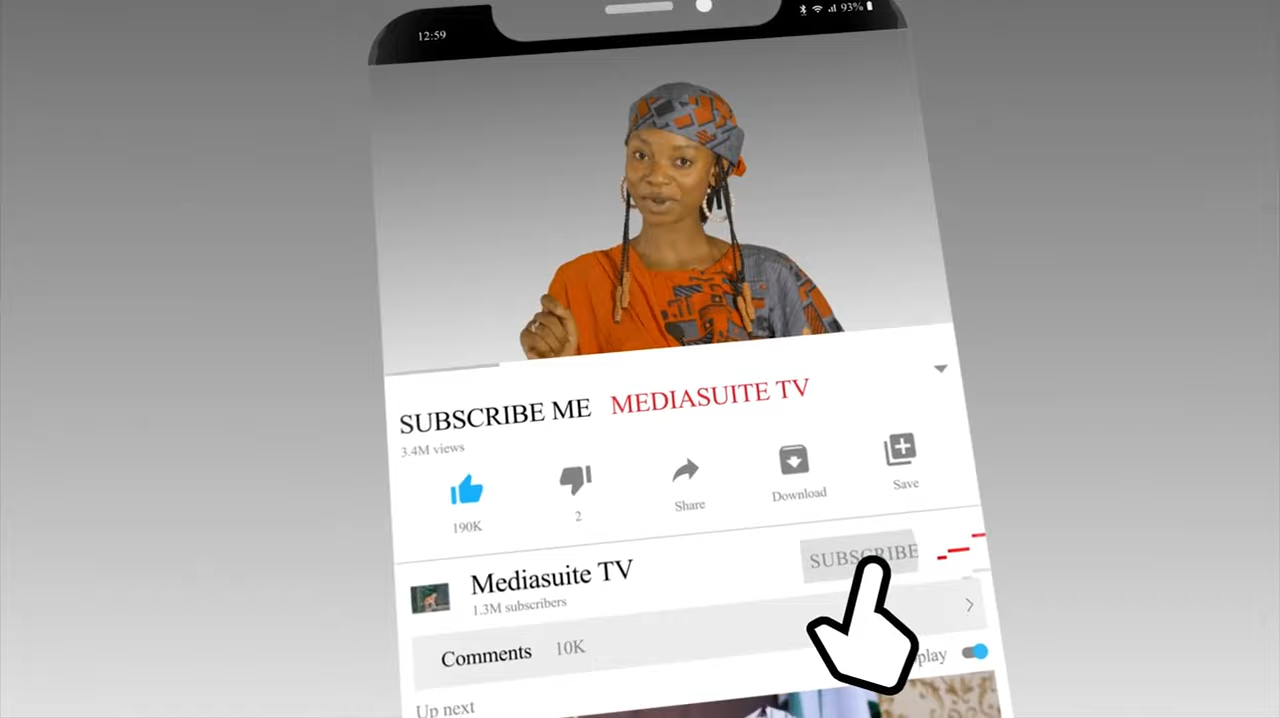 12:59 93%
SUBSCRIBE ME MEDIASUITE TV
3.4M views
190K 2 Share Download Save
Mediasuite TV SUBSCRIBE
1.3M subscribers
Comments 10K
Up next